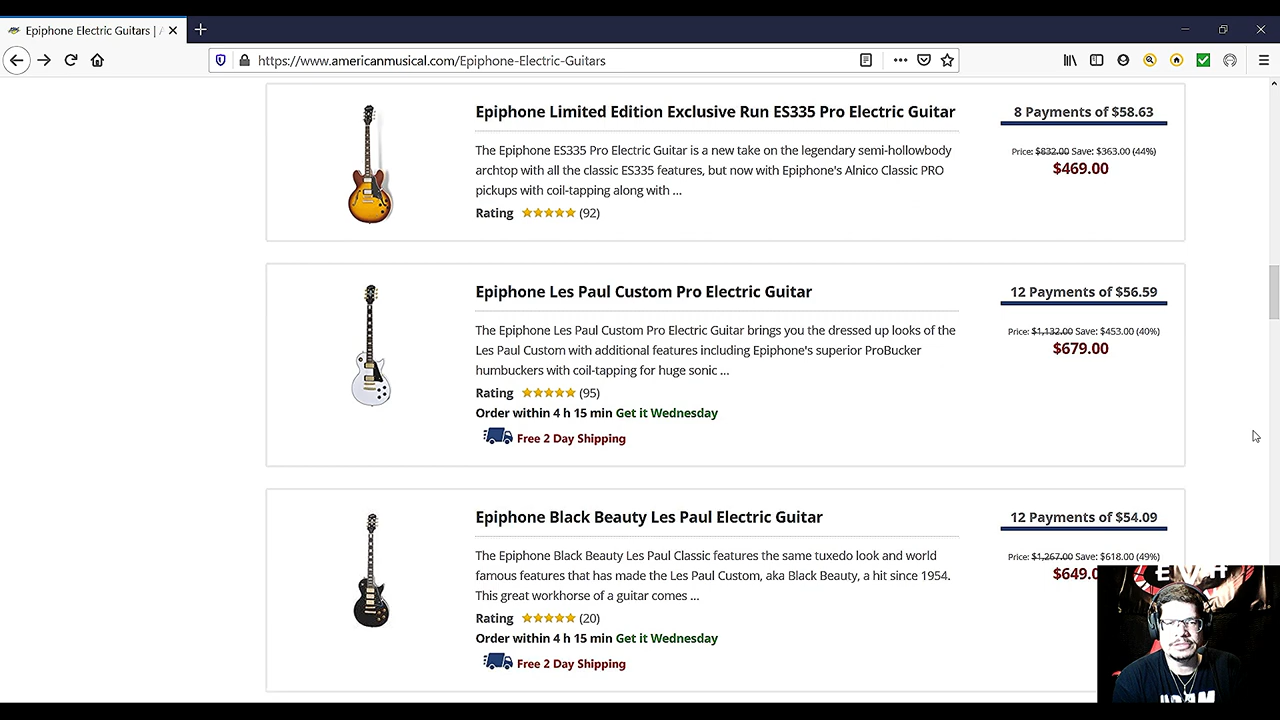 Epiphone Electric Guitars |
https://www.americanmusical.com/Epiphone-Electric-Guitars
Epiphone Limited Edition Exclusive Run ES335 Pro Electric Guitar
8 Payments of $58.63
The Epiphone ES335 Pro Electric Guitar is a new take on the legendary semi-hollowbody
archtop with all the classic ES335 features, but now with Epiphone's Alnico Classic PRO
pickups with coil-tapping along with ...
Price: $832.00 Save: $363.00 (44%)
$469.00
Rating (92)
Epiphone Les Paul Custom Pro Electric Guitar
12 Payments of $56.59
The Epiphone Les Paul Custom Pro Electric Guitar brings you the dressed up looks of the
Les Paul Custom with additional features including Epiphone's superior ProBucker
humbuckers with coil-tapping for huge sonic ...
Price: $1,132.00 Save: $453.00 (40%)
$679.00
Rating (95)
Order within 4 h 15 min Get it Wednesday
Free 2 Day Shipping
Epiphone Black Beauty Les Paul Electric Guitar
12 Payments of $54.09
The Epiphone Black Beauty Les Paul Classic features the same tuxedo look and world
famous features that has made the Les Paul Custom, aka Black Beauty, a hit since 1954.
This great workhorse of a guitar comes ...
Price: $1,267.00 Save: $618.00 (49%)
$649.0
Rating (20)
Order within 4 h 15 min Get it Wednesday
Free 2 Day Shipping